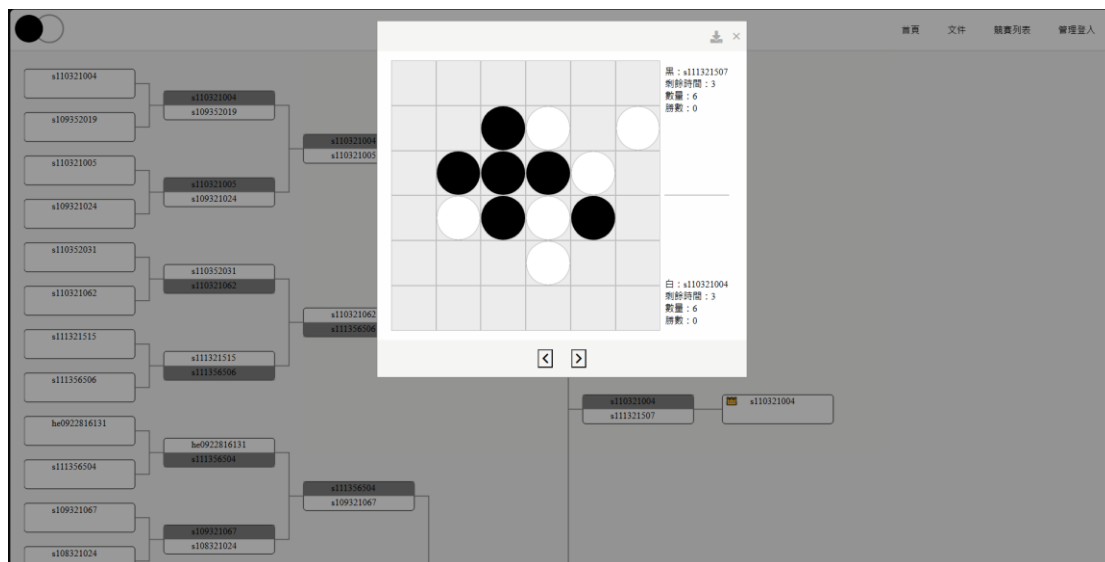 首頁 文件 競賽列表 管理登入
s110321004
s109352019
s110321005
s109321024
s110352031
s110321062
s111321515
s111356506
he0922816131
s111356504
s109321067
s108321024
s110321004
s109352019
s110321005
s109321024
s110352031
s110321062
s111321515
s111356506
he0922816131
s111356504
s109321067
s108321024
s110321004
s110321005
s110321062
s111356506
s111356504
s109321067
黑：s111321507
剩餘時間：3
數量：6
勝數：0
白：s110321004
剩餘時間：3
數量：6
勝數：0
s110321004
s111321507
s110321004